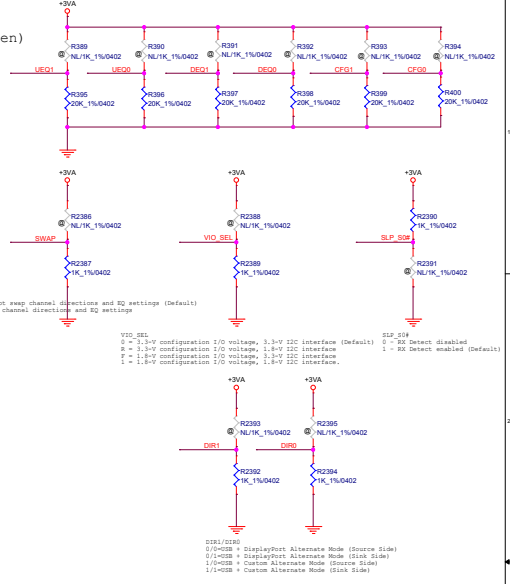 +3VA
en)
@ R389 NL/1K_1%/0402
@ R390 NL/1K_1%/0402
@ R391 NL/1K_1%/0402
@ R392 NL/1K_1%/0402
@ R393 NL/1K_1%/0402
@ R394 NL/1K_1%/0402
UEQ1 UEQ0 DEQ1 DEQ0 CFG1 CFG0
R395 20K_1%/0402
R396 20K_1%/0402
R397 20K_1%/0402
R398 20K_1%/0402
R399 20K_1%/0402
R400 20K_1%/0402
1
+3VA +3VA +3VA
@ R2386 NL/1K_1%/0402
@ R2388 NL/1K_1%/0402
R2390 1K_1%/0402
SWAP VIO_SEL SLP_S0#
R2387 1K_1%/0402
R2389 1K_1%/0402
@ R2391 NL/1K_1%/0402
ot swap channel directions and EQ settings (Default)
channel directions and EQ settings
VIO_SEL
0 = 3.3-V configuration I/O voltage, 3.3-V I2C interface (Default)
R = 3.3-V configuration I/O voltage, 1.8-V I2C interface
F = 1.8-V configuration I/O voltage, 3.3-V I2C interface
1 = 1.8-V configuration I/O voltage, 1.8-V I2C interface.
SLP_S0#
0 - RX Detect disabled
1 - RX Detect enabled (Default)
+3VA +3VA
@ R2393 NL/1K_1%/0402
@ R2395 NL/1K_1%/0402
2
DIR1 DIR0
R2392 1K_1%/0402
R2394 1K_1%/0402
DIR1/DIR0
0/0=USB + DisplayPort Alternate Mode (Source Side)
0/1=USB + DisplayPort Alternate Mode (Sink Side)
1/0=USB + Custom Alternate Mode (Source Side)
1/1=USB + Custom Alternate Mode (Sink Side)